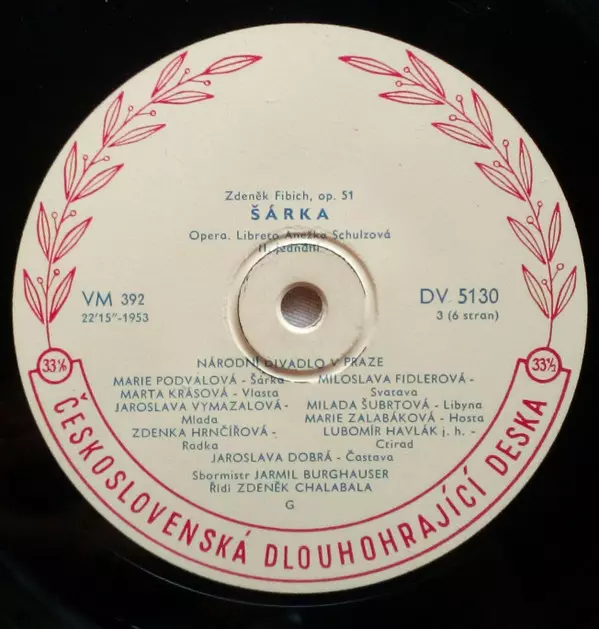 Zdeněk Fibich, op. 51
ŠÁRKA
Opera. Libreto Anežka Schulzová
II. jednání
VM 392
22'15"-1953
DV 5130
3 (6 stran)
NÁRODNÍ DIVADLO V PRAZE
MARIE PODVALOVÁ - Šárka
MARTA KRÁSOVÁ - Vlasta
JAROSLAVA VYMAZALOVÁ -
Mlada
ZDENKA HRNČÍŘOVÁ -
Radka
MILOSLAVA FIDLEROVÁ -
Svatava
MILADA ŠUBRTOVÁ - Libyna
MARIE ZALABÁKOVÁ - Hosta
LUBOMÍR HAVLÁK j. h. -
Ctirad
JAROSLAVA DOBRÁ - Častava
Sbormistr JARMIL BURGHAUSER
Řídí ZDENĚK CHALABALA
G
33⅓
33⅓
ČESKOSLOVENSKÁ DLOUHOHRAJÍCÍ DESKA